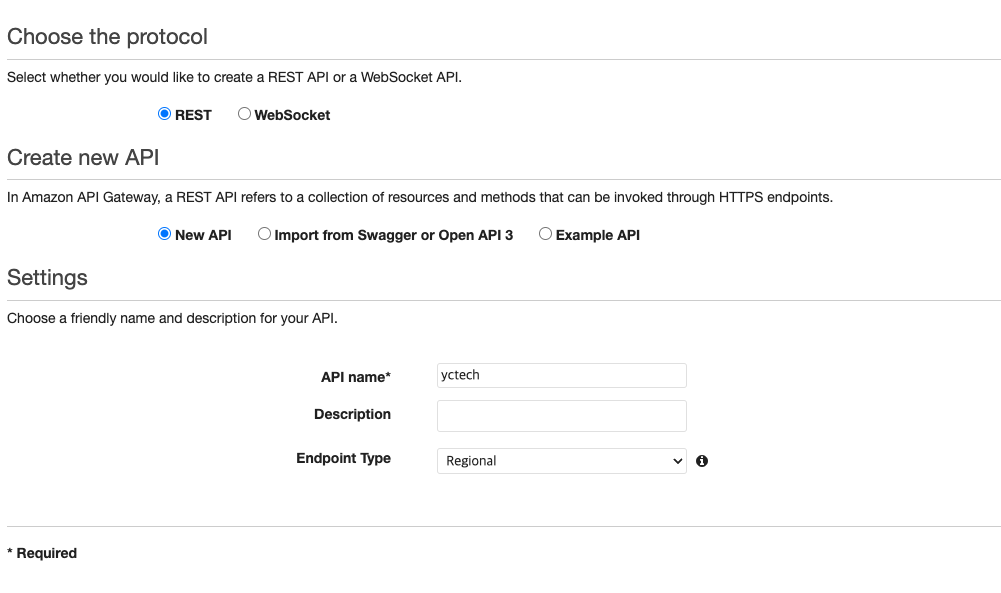 Choose the protocol
Select whether you would like to create a REST API or a WebSocket API.
REST WebSocket
Create new API
In Amazon API Gateway, a REST API refers to a collection of resources and methods that can be invoked through HTTPS endpoints.
New API Import from Swagger or Open API 3 Example API
Settings
Choose a friendly name and description for your API.
API name* yctech
Description
Endpoint Type Regional
* Required